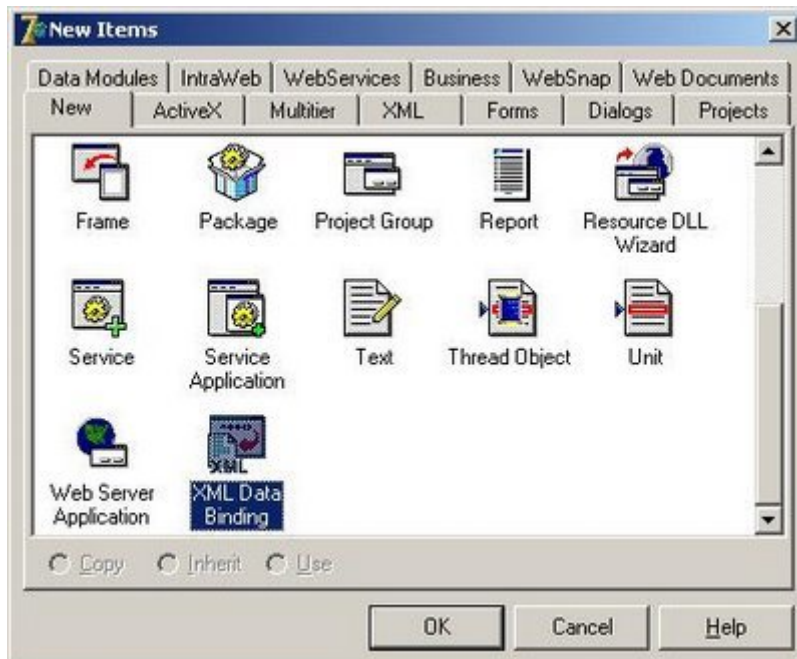 New Items
Data Modules IntraWeb WebServices Business WebSnap Web Documents
New ActiveX Multitier XML Forms Dialogs Projects
Frame Package Project Group Report Resource DLL
Wizard
Service Service Text Thread Object Unit
Application
XML
Web Server XML Data
Application Binding
Copy Inherit Use
OK Cancel Help